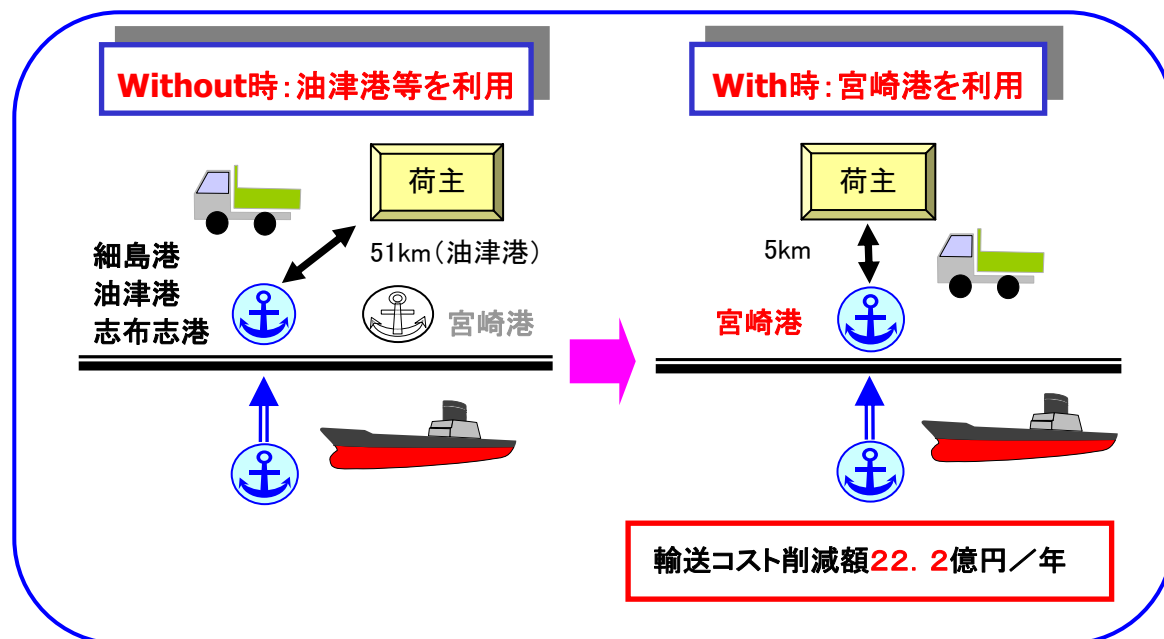 Without時:油津港等を利用
荷主
51km(油津港)
細島港
油津港
志布志港
宮崎港
With時:宮崎港を利用
荷主
5km
宮崎港
輸送コスト削減額22.2億円/年